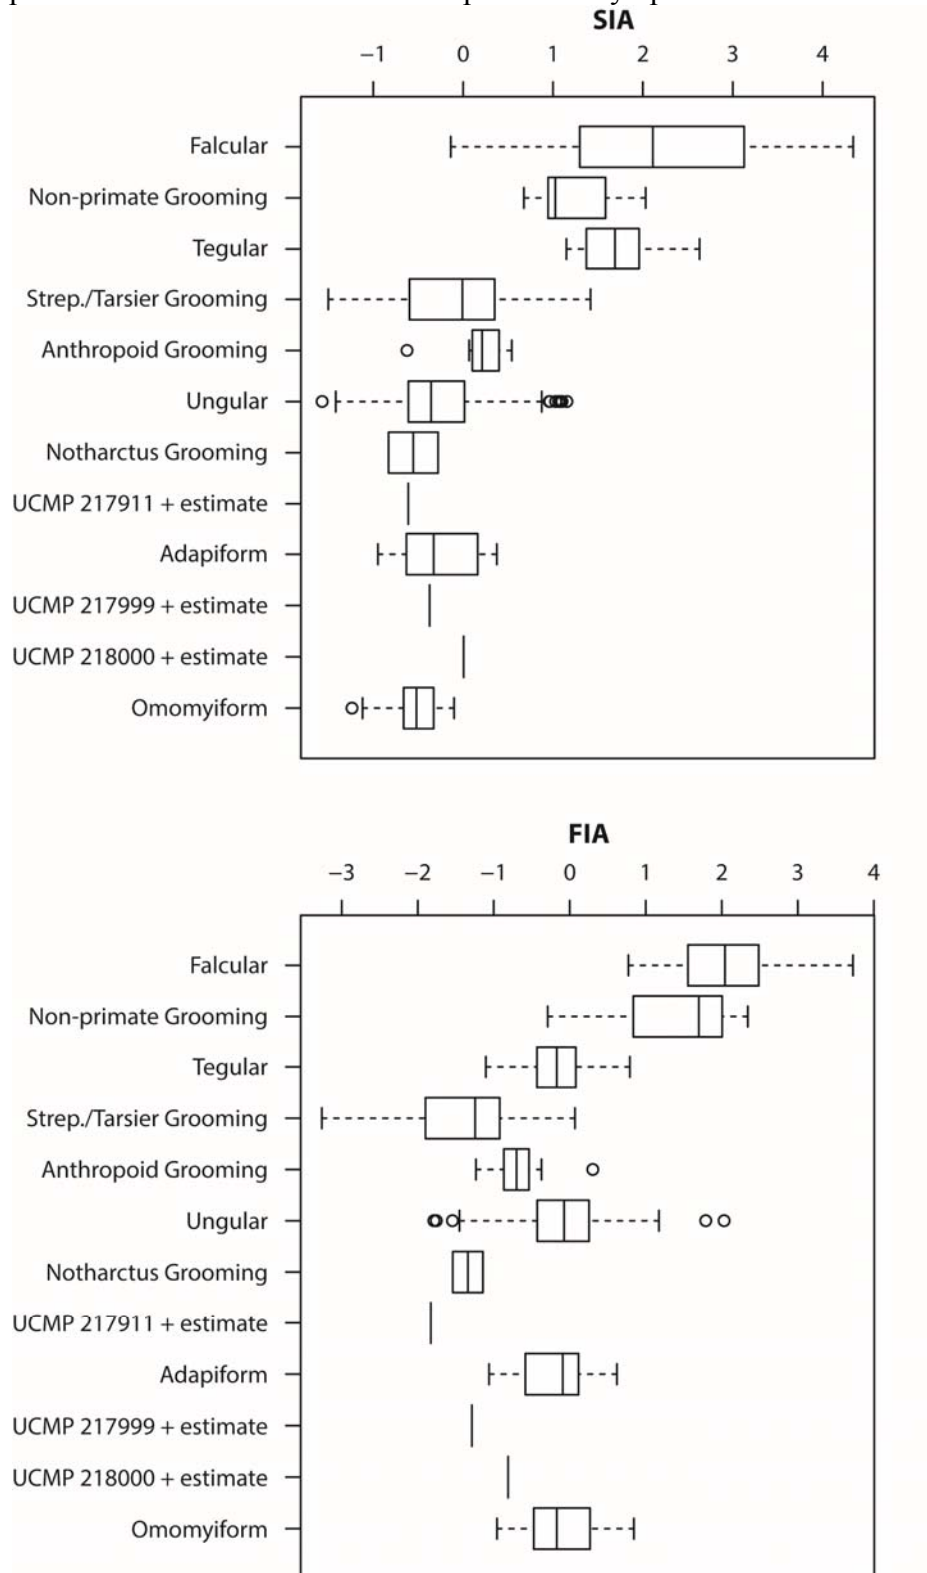 SIA
−1 0 1 2 3 4
Falcular
Non-primate Grooming
Tegular
Strep./Tarsier Grooming
Anthropoid Grooming
Ungular
Notharctus Grooming
UCMP 217911 + estimate
Adapiform
UCMP 217999 + estimate
UCMP 218000 + estimate
Omomyiform
FIA
−3 −2 −1 0 1 2 3 4
Falcular
Non-primate Grooming
Tegular
Strep./Tarsier Grooming
Anthropoid Grooming
Ungular
Notharctus Grooming
UCMP 217911 + estimate
Adapiform
UCMP 217999 + estimate
UCMP 218000 + estimate
Omomyiform